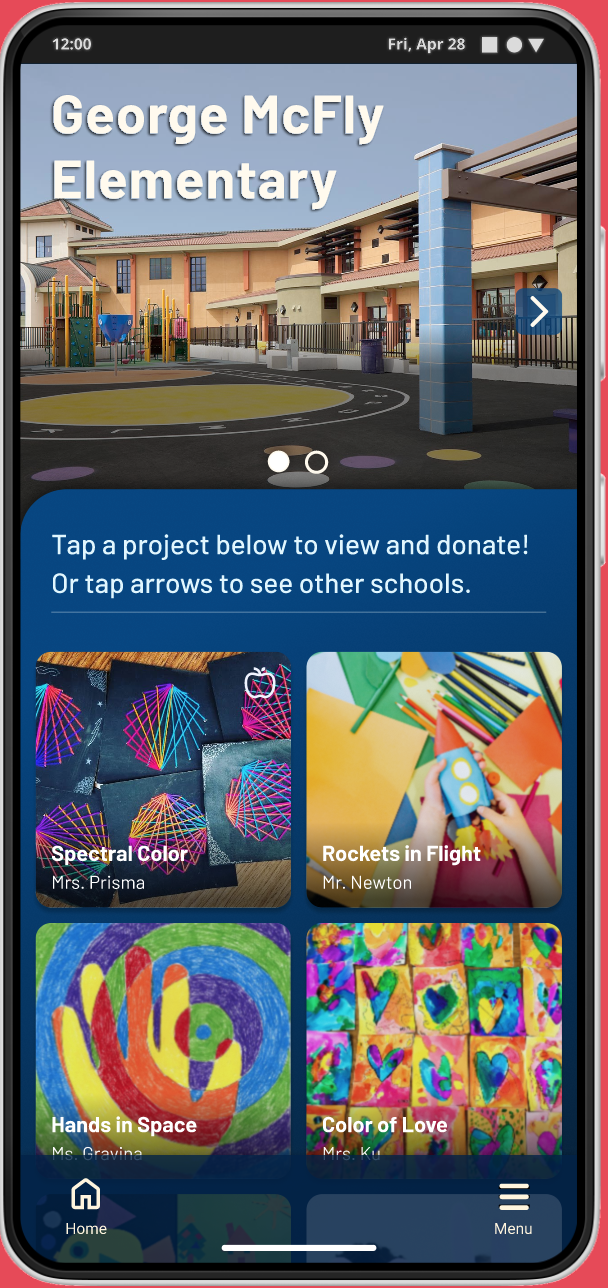 12:00
Fri, Apr 28
George McFly
Elementary
Tap a project below to view and donate!
Or tap arrows to see other schools.
Spectral Color
Mrs. Prisma
Rockets in Flight
Mr. Newton
Hands in Space
Ms. Gravina
Color of Love
Mrs. Ku
Home
Menu